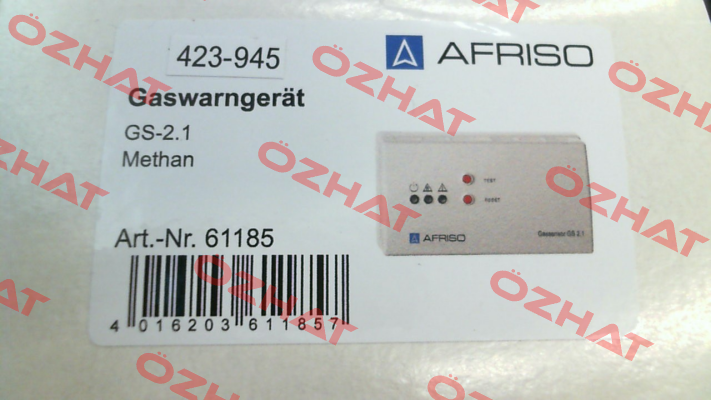 423-945
AFRISO
Gaswarngerät
GS-2.1
Methan
TEST
RESET
AFRISO
Gassensor GS 2.1
Art.-Nr. 61185
4 016203 611857
ÖZHAT
ÖZHAT
ÖZHAT
ÖZHAT
ÖZHAT
ÖZHAT
ÖZHAT
ÖZHAT
ÖZHAT